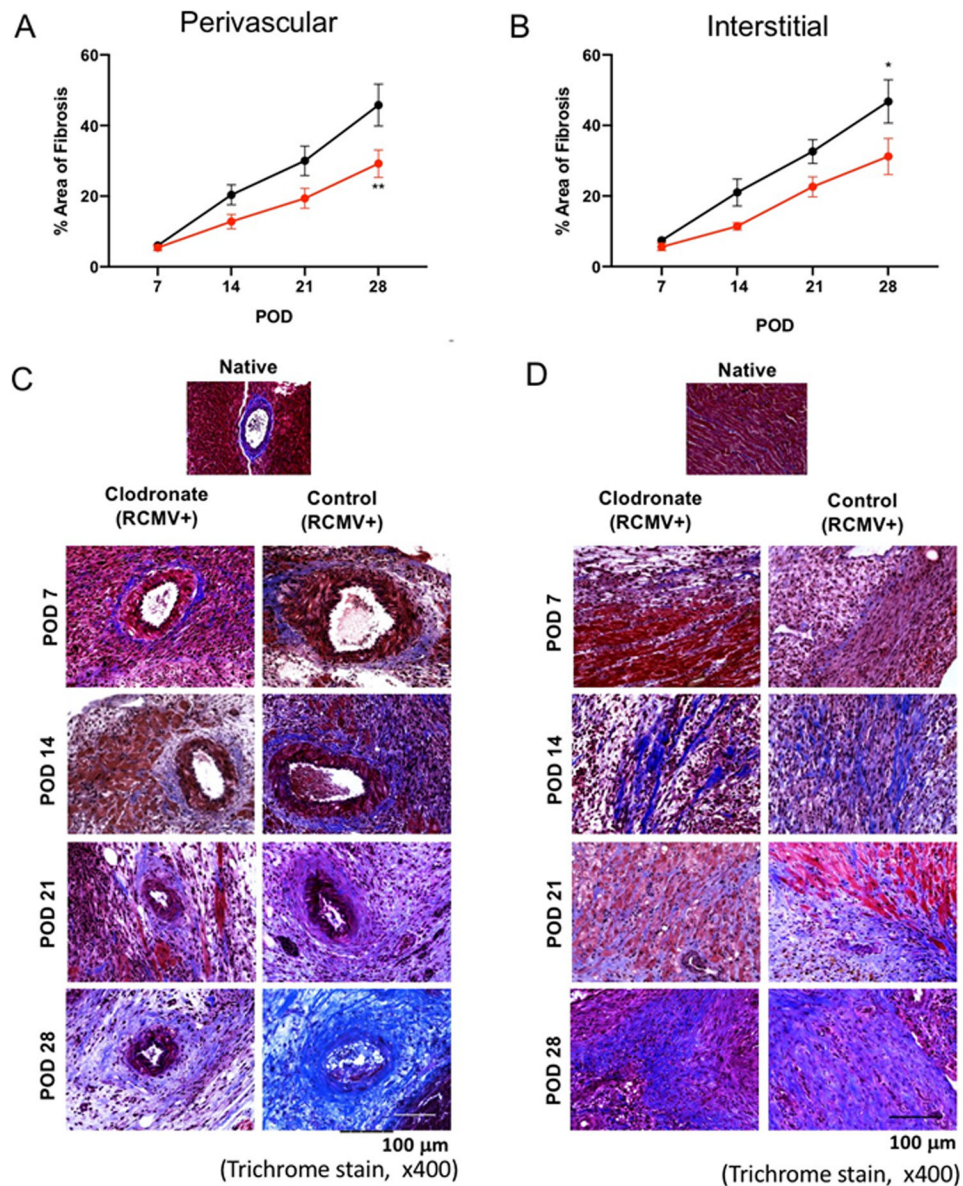 A
Perivascular
60
40
20
0
% Area of Fibrosis
**
7 14 21 28
POD
B
Interstitial
60
40
20
0
% Area of Fibrosis
*
7 14 21 28
POD
C
Native
Clodronate
(RCMV+)
Control
(RCMV+)
POD 7
POD 14
POD 21
POD 28
100 µm
(Trichrome stain, x400)
D
Native
Clodronate
(RCMV+)
Control
(RCMV+)
POD 7
POD 14
POD 21
POD 28
100 µm
(Trichrome stain, x400)